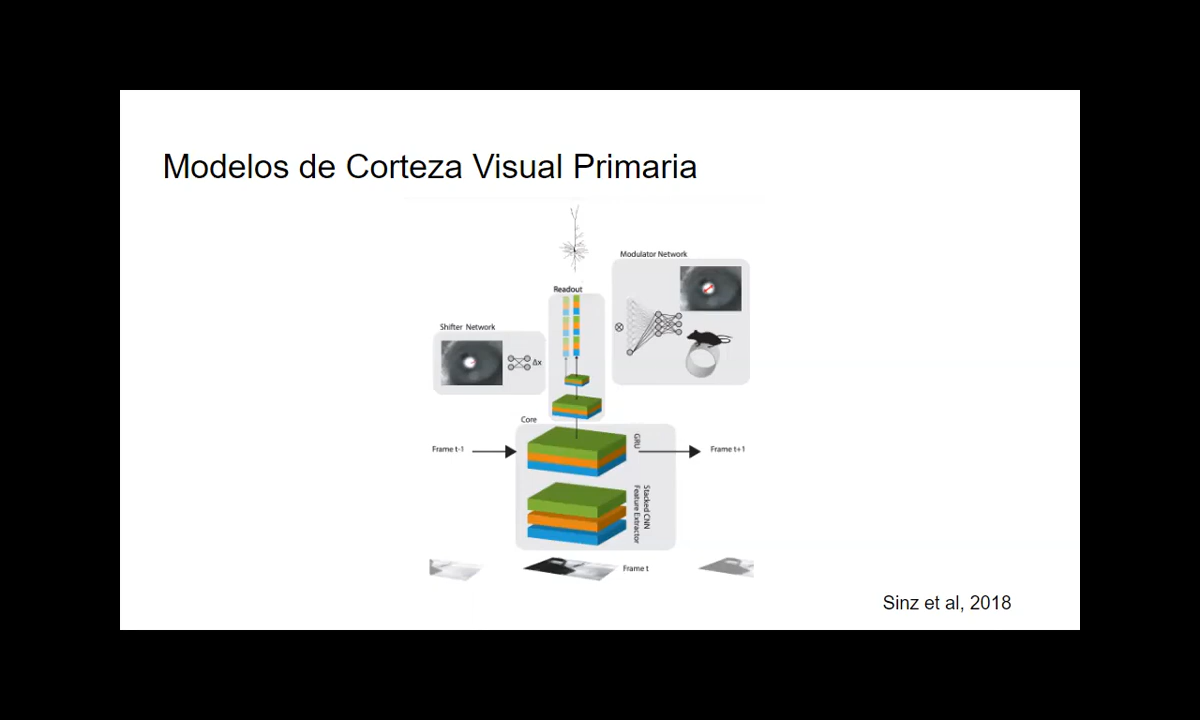 Modelos de Corteza Visual Primaria
Modulator Network
Readout
Shifter Network
Δx
Core
Frame t-1
GRU
Frame t+1
Stacked CNN
Feature Extractor
Frame t
Sinz et al, 2018